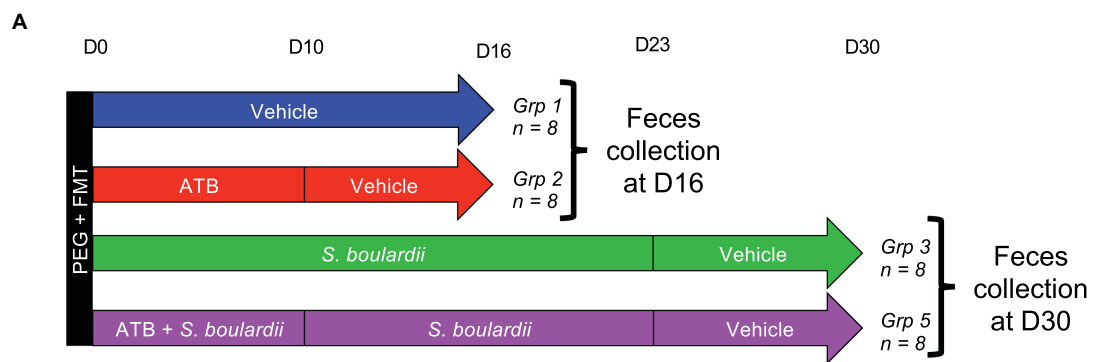 A
D0 D10 D16 D23 D30
PEG + FMT
Vehicle
Grp 1
n = 8
ATB Vehicle
Grp 2
n = 8
Feces
collection
at D16
S. boulardii Vehicle
Grp 3
n = 8
ATB + S. boulardii S. boulardii Vehicle
Grp 5
n = 8
Feces
collection
at D30